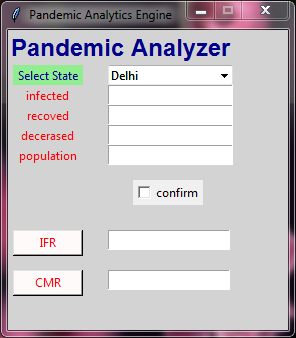 Pandemic Analytics Engine
Pandemic Analyzer
Select State Delhi
infected
recoved
decerased
population
confirm
IFR
CMR